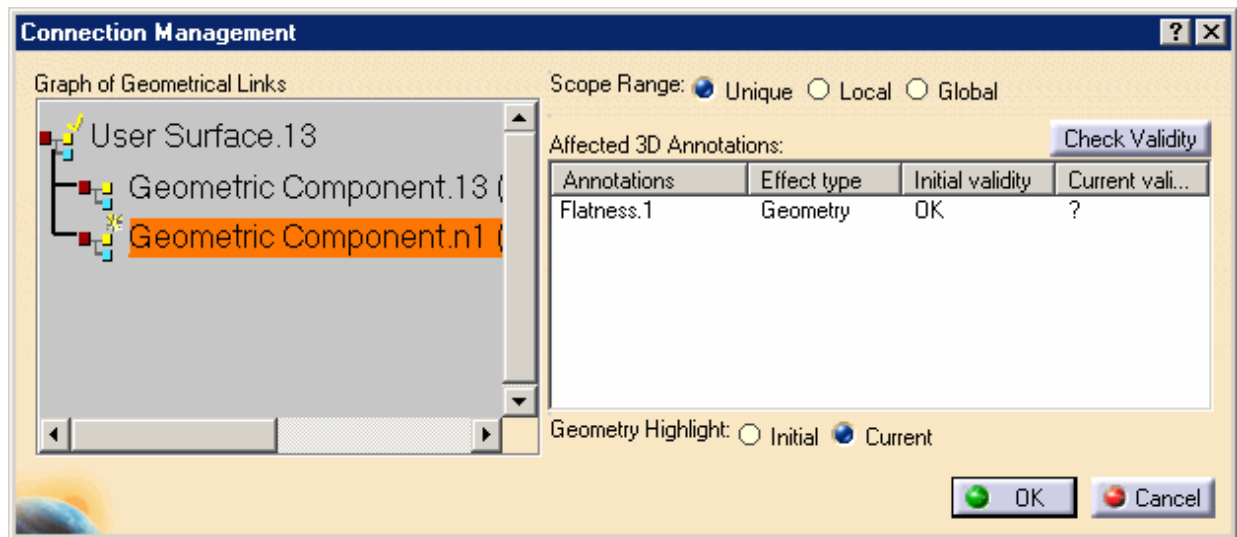 Connection Management
Graph of Geometrical Links
User Surface.13
Geometric Component.13 (
Geometric Component.n1 (
Scope Range: Unique Local Global
Affected 3D Annotations: Check Validity
Annotations Effect type Initial validity Current vali...
Flatness.1 Geometry OK ?
Geometry Highlight: Initial Current
OK Cancel